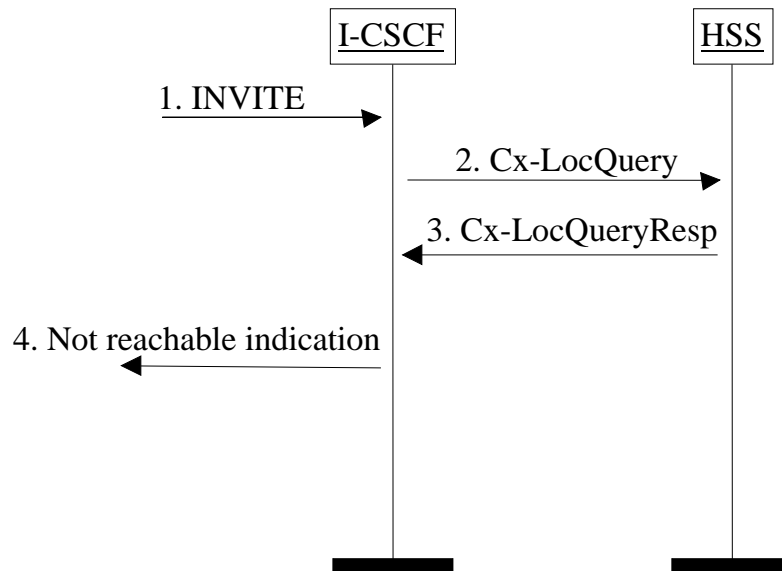 I-CSCF
HSS
1. INVITE
2. Cx-LocQuery
3. Cx-LocQueryResp
4. Not reachable indication